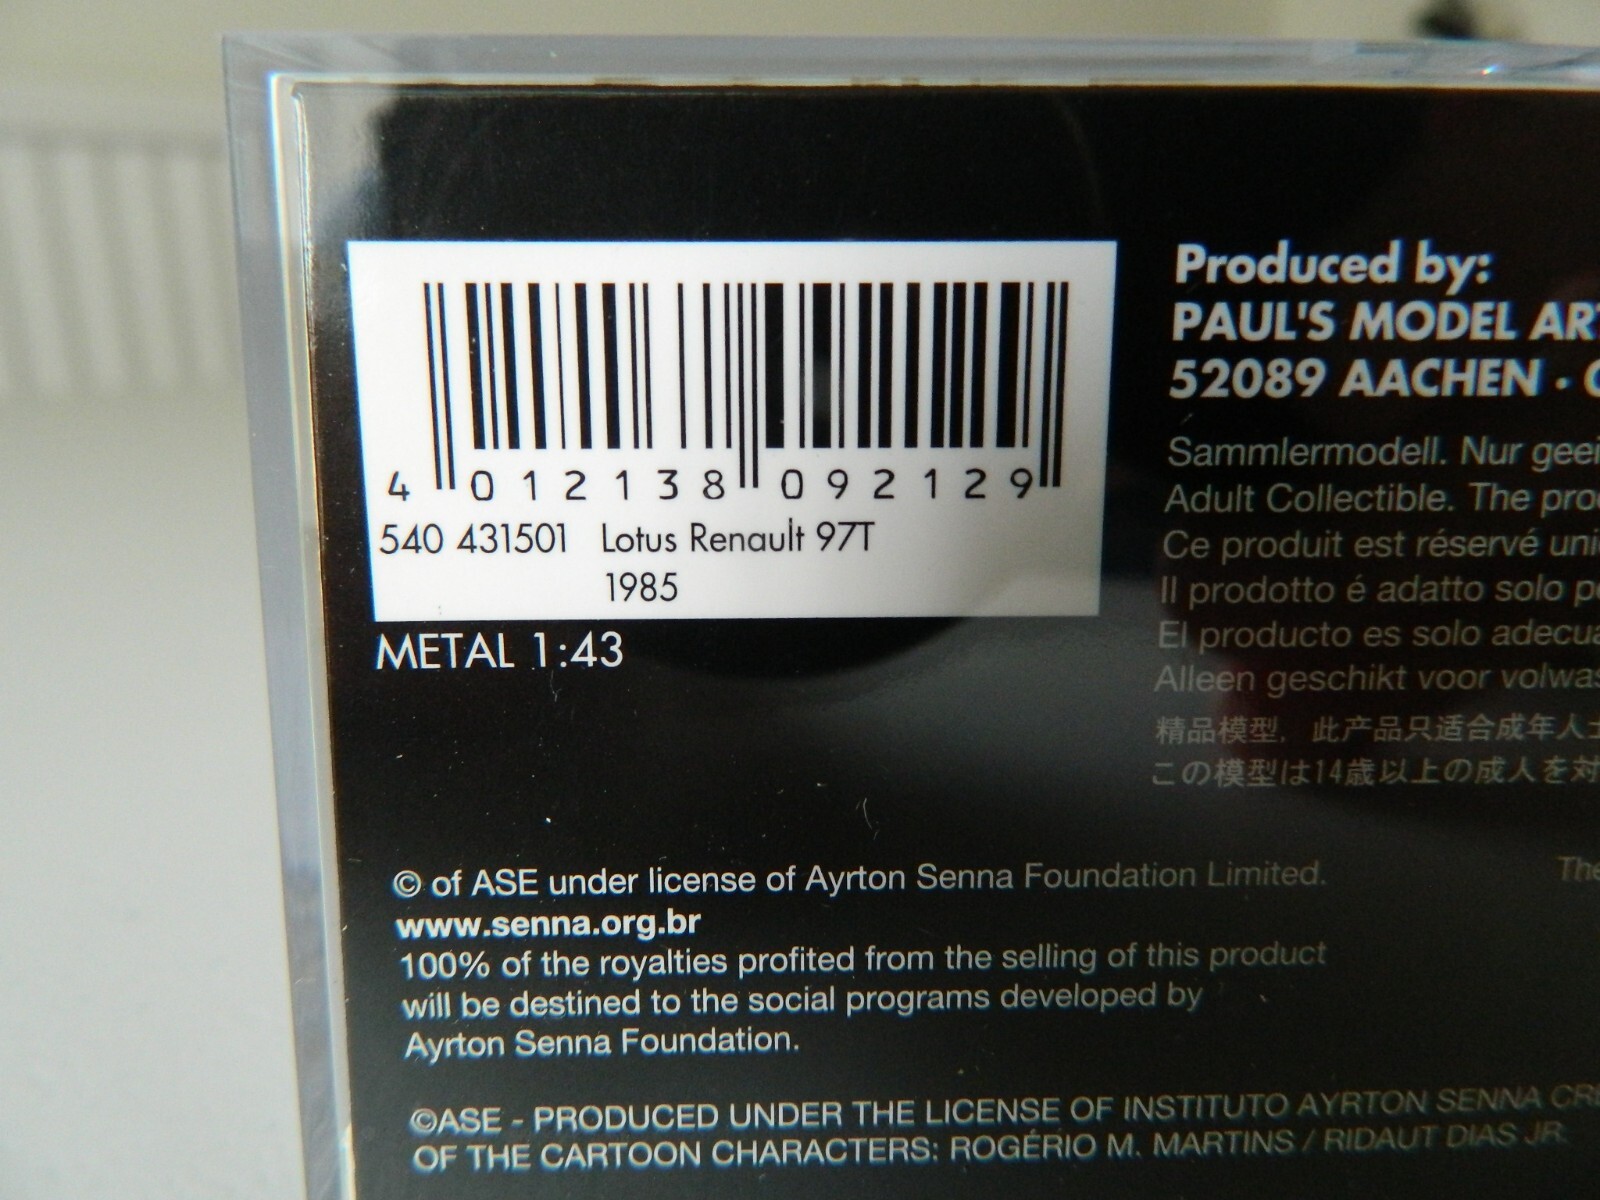 4 012138 092129
540 431501 Lotus Renault 97T
1985
METAL 1:43
Produced by:
PAUL'S MODEL
52089 AACHEN ·
Sammlermodell. Nur
Adult Collectible. The
Ce produit est réservé
Il prodotto é adatto solo
El producto es solo
Alleen geschikt voor
精品模型，此产品只适合成年人
この模型は14歳以上の成人を対
© of ASE under license of Ayrton Senna Foundation Limited.
www.senna.org.br
100% of the royalties profited from the selling of this product
will be destined to the social programs developed by
Ayrton Senna Foundation.
©ASE - PRODUCED UNDER THE LICENSE OF INSTITUTO AYRTON SENNA
OF THE CARTOON CHARACTERS: ROGÉRIO M. MARTINS / RIDAUT DIAS JR.